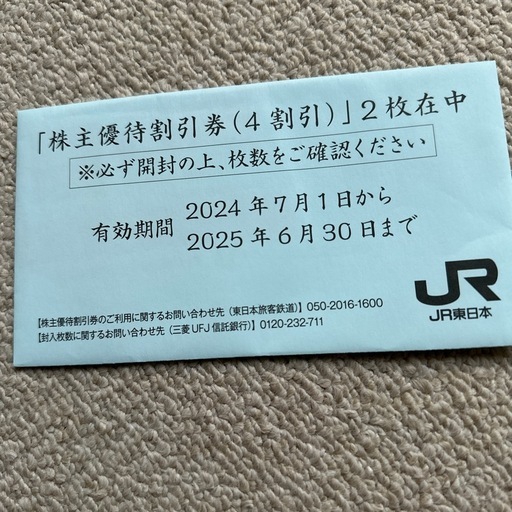 「株主優待割引券(4割引)」2枚在中
※必ず開封の上、枚数をご確認ください
有効期間
2024年7月1日から
2025年6月30日まで
JR
JR東日本
【株主優待割引券のご利用に関するお問い合わせ先(東日本旅客鉄道)】050-2016-1600
【封入枚数に関するお問い合わせ先(三菱UFJ信託銀行)】0120-232-711